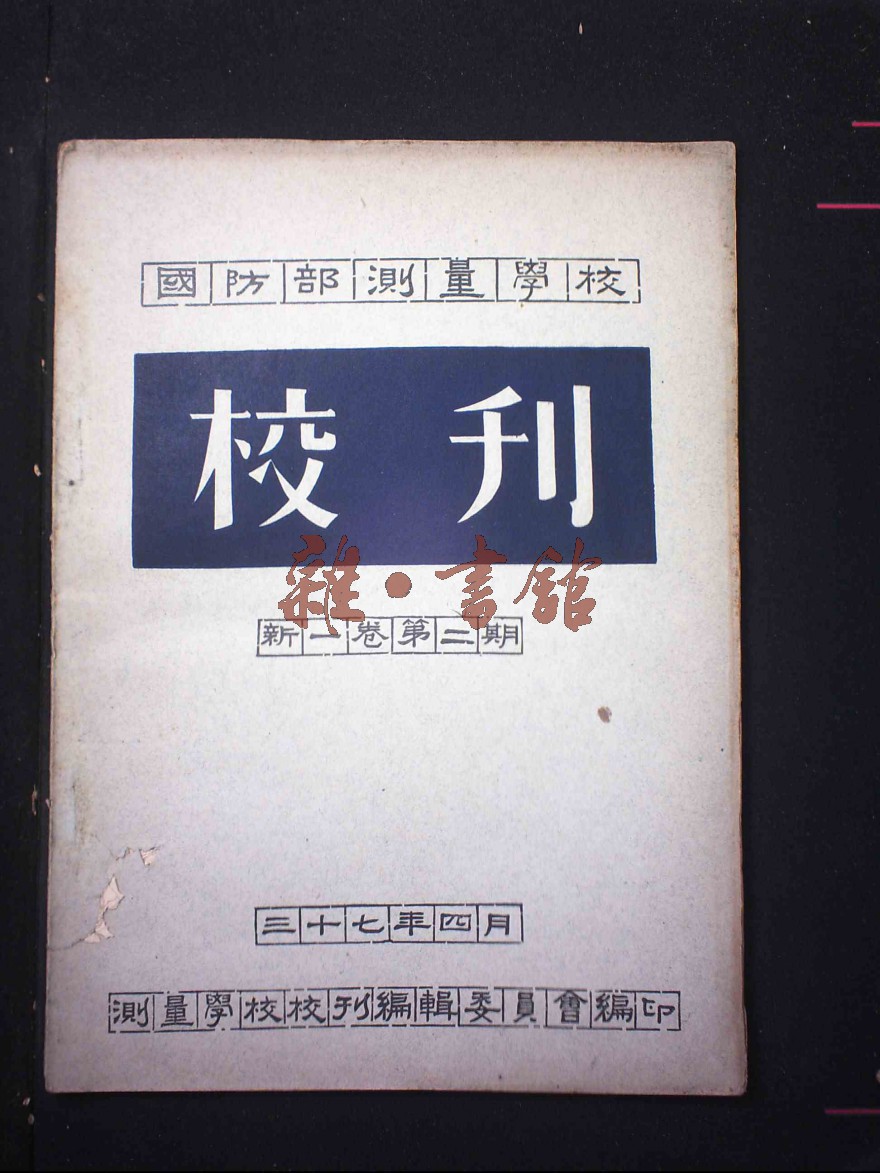 國防部測量學校
校刊
雜·書館
新一卷第二期
三十七年四月
測量學校校刊編輯委員會編印